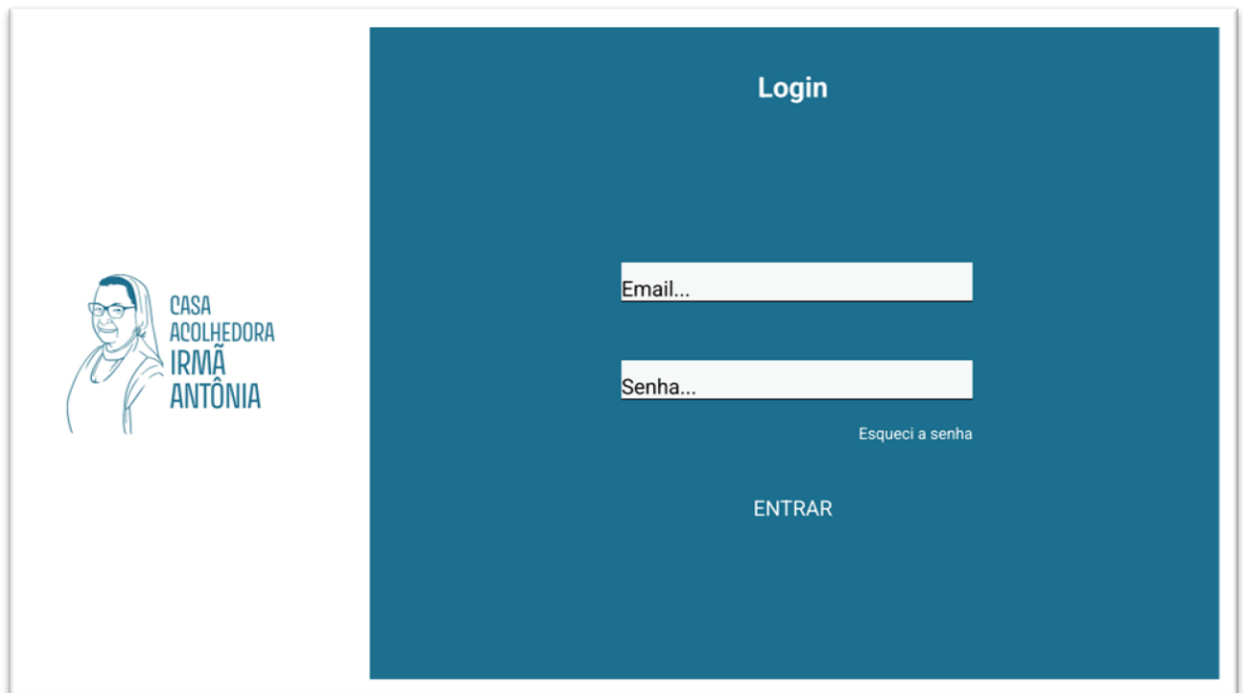 CASA
ACOLHEDORA
IRMÃ
ANTÔNIA
Login
Email...
Senha...
Esqueci a senha
ENTRAR